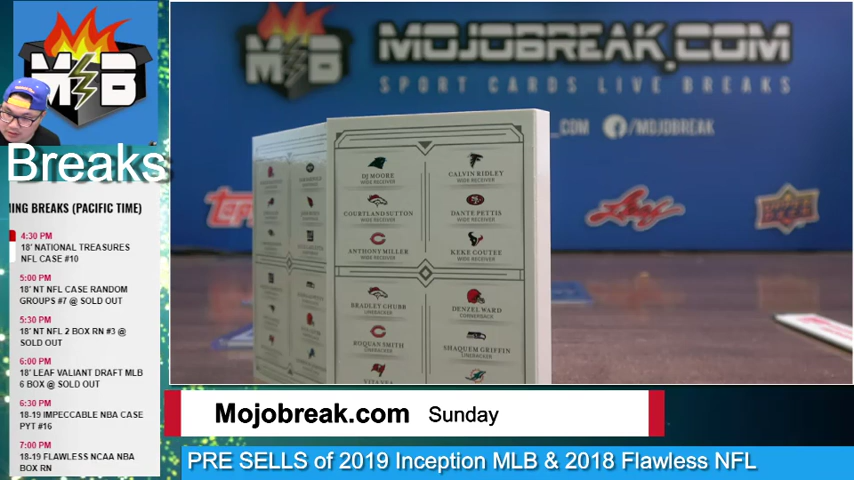 MB
Breaks
ING BREAKS (PACIFIC TIME)
4:30 PM
18' NATIONAL TREASURES
NFL CASE #10
5:00 PM
18' NT NFL CASE RANDOM
GROUPS #7 @ SOLD OUT
5:30 PM
18' NT NFL 2 BOX RN #3 @
SOLD OUT
6:00 PM
18' LEAF VALIANT DRAFT MLB
6 BOX @ SOLD OUT
6:30 PM
18-19 IMPECCABLE NBA CASE
PYT #16
7:00 PM
18-19 FLAWLESS NCAA NBA
BOX RN
MB
MOJOBREAK.COM
SPORT CARDS LIVE BREAKS
.COM
/MOJOBREAK
topps
Leaf
UPPER DECK
DJ MOORE
WIDE RECEIVER
CALVIN RIDLEY
WIDE RECEIVER
COURTLAND SUTTON
WIDE RECEIVER
DANTE PETTIS
WIDE RECEIVER
ANTHONY MILLER
WIDE RECEIVER
KEKE COUTEE
WIDE RECEIVER
BRADLEY CHUBB
LINEBACKER
DENZEL WARD
CORNERBACK
ROQUAN SMITH
LINEBACKER
SHAQUEM GRIFFIN
LINEBACKER
Mojobreak.com Sunday
PRE SELLS of 2019 Inception MLB & 2018 Flawless NFL